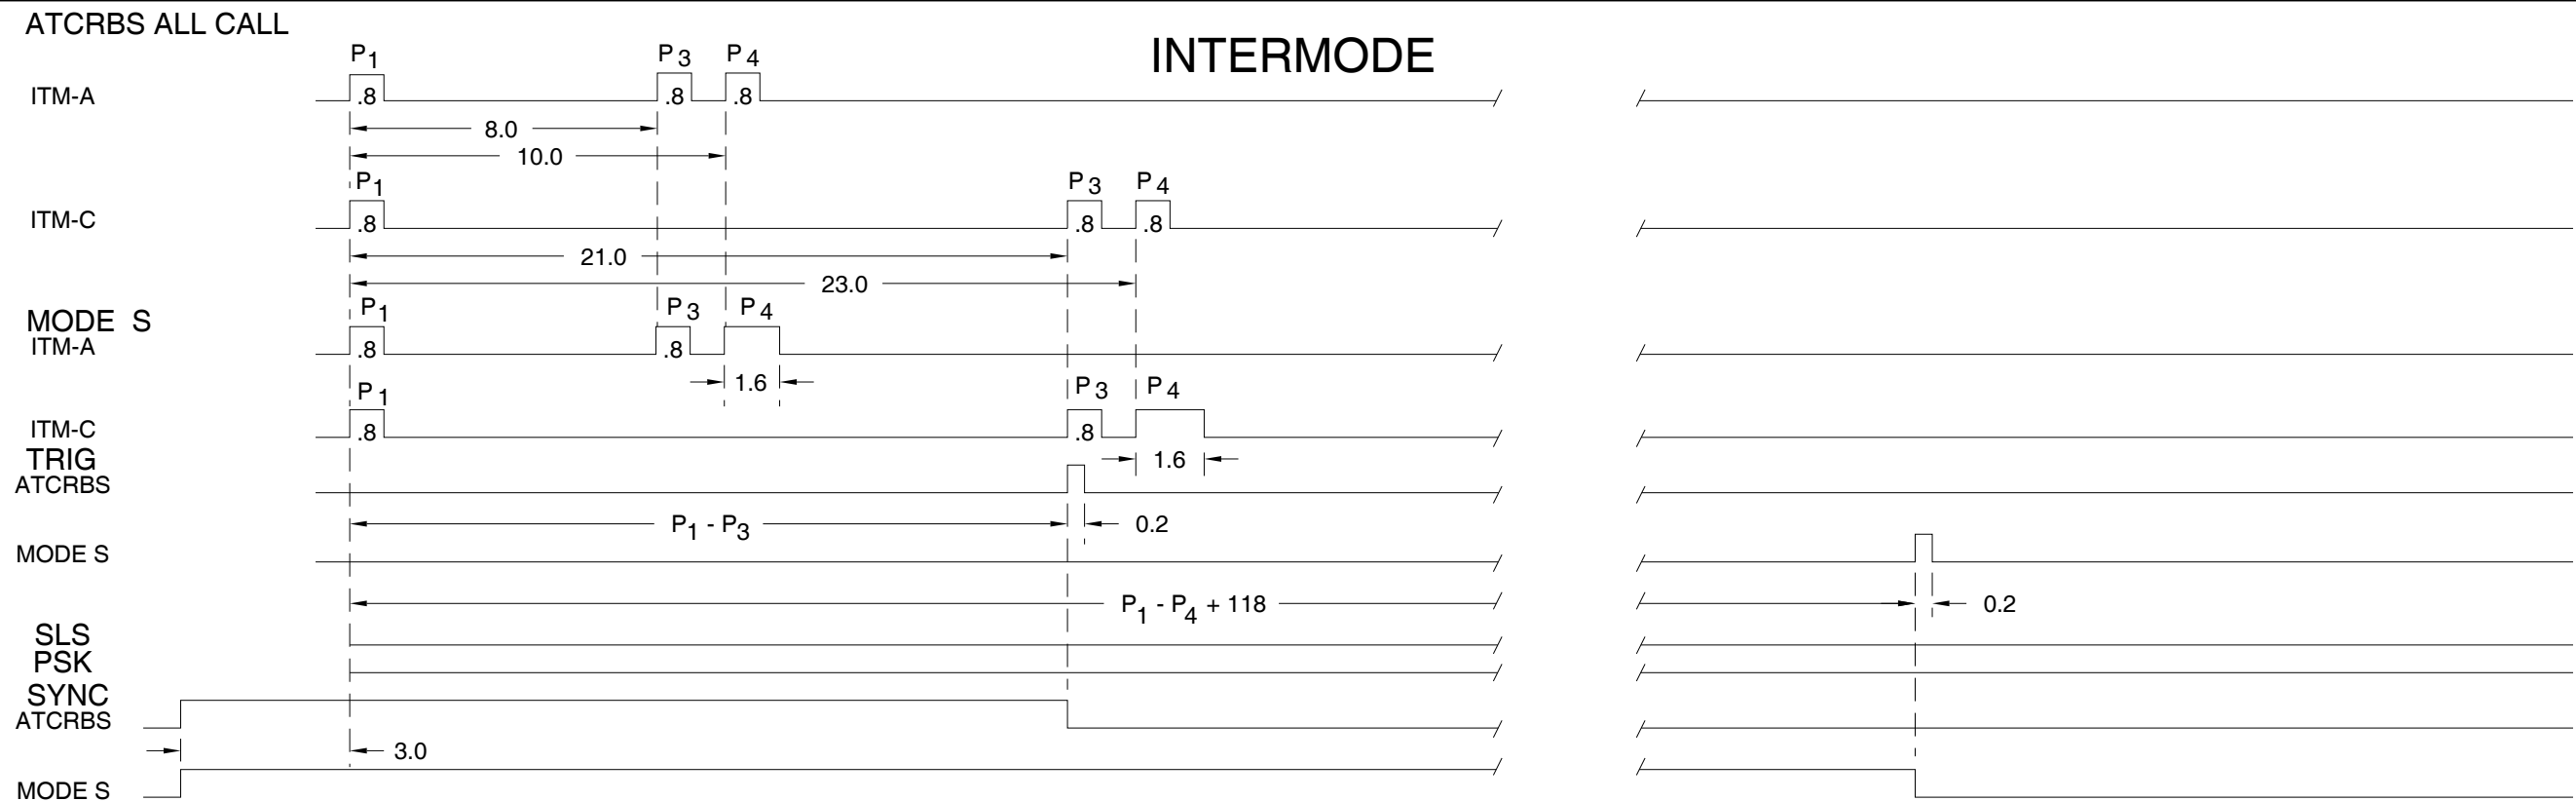 ATCRBS ALL CALL
INTERMODE
P1 P3 P4
ITM-A .8 .8 .8
8.0
10.0
P1 P3 P4
ITM-C .8 .8 .8
21.0
23.0
P1 P3 P4
MODE S
ITM-A .8 .8
1.6
P1 P3 P4
ITM-C .8 .8
TRIG 1.6
ATCRBS
P1 - P3 0.2
MODE S
P1 - P4 + 118 0.2
SLS
PSK
SYNC
ATCRBS
3.0
MODE S